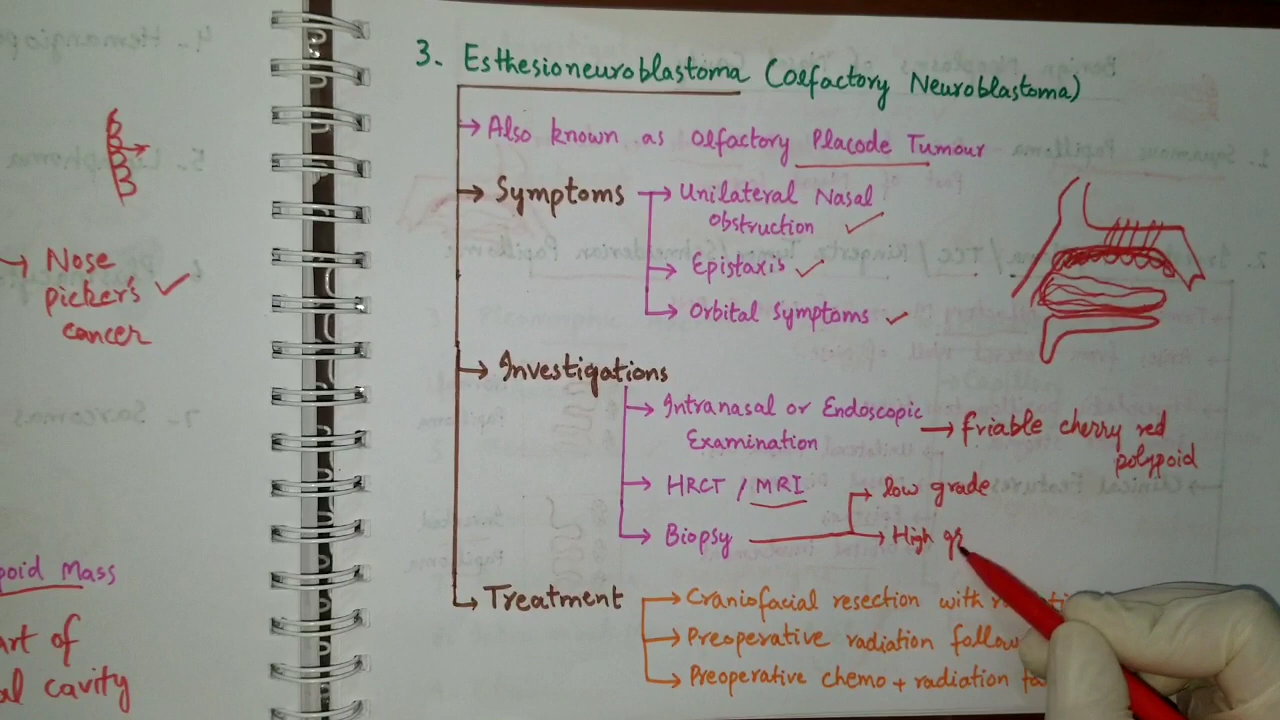 Nose
picker's
cancer
poid Mass
art of
al cavity
3. Esthesioneuroblastoma (olfactory Neuroblastoma)
→ Also known as olfactory Placode Tumour
→ Symptoms
→ Unilateral Nasal
obstruction ✓
→ Epistaxis ✓
→ Orbital Symptoms ✓
→ Investigations
→ Intranasal or Endoscopic
Examination
→ friable cherry red
polypoid
→ HRCT / MRI
→ Biopsy
→ low grade
→ High gr
→ Treatment
→ Craniofacial resection with
→ Preoperative radiation follow
→ Preoperative chemo + radiation